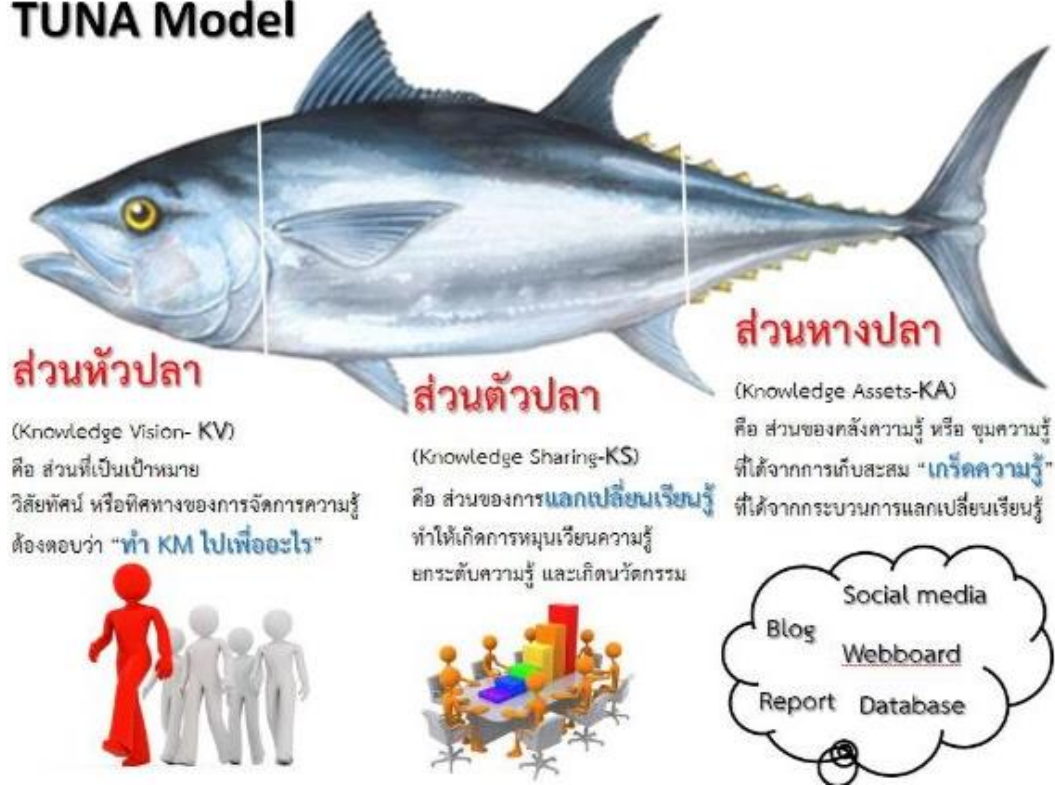 TUNA Model
ส่วนหัวปลา
(Knowledge Vision- KV)
คือ ส่วนที่เป็นเป้าหมาย
วิสัยทัศน์ หรือทิศทางของการจัดการความรู้
ต้องตอบว่า “ทำ KM ไปเพื่ออะไร”
ส่วนตัวปลา
(Knowledge Sharing-KS)
คือ ส่วนของการแลกเปลี่ยนเรียนรู้
ทำให้เกิดการหมุนเวียนความรู้
ยกระดับความรู้ และเกิดนวัตกรรม
ส่วนหางปลา
(Knowledge Assets-KA)
คือ ส่วนของคลังความรู้ หรือ ขุมความรู้
ที่ได้จากการเก็บสะสม “เกร็ดความรู้”
ที่ได้จากกระบวนการแลกเปลี่ยนเรียนรู้
Social media
Blog
Webboard
Report Database